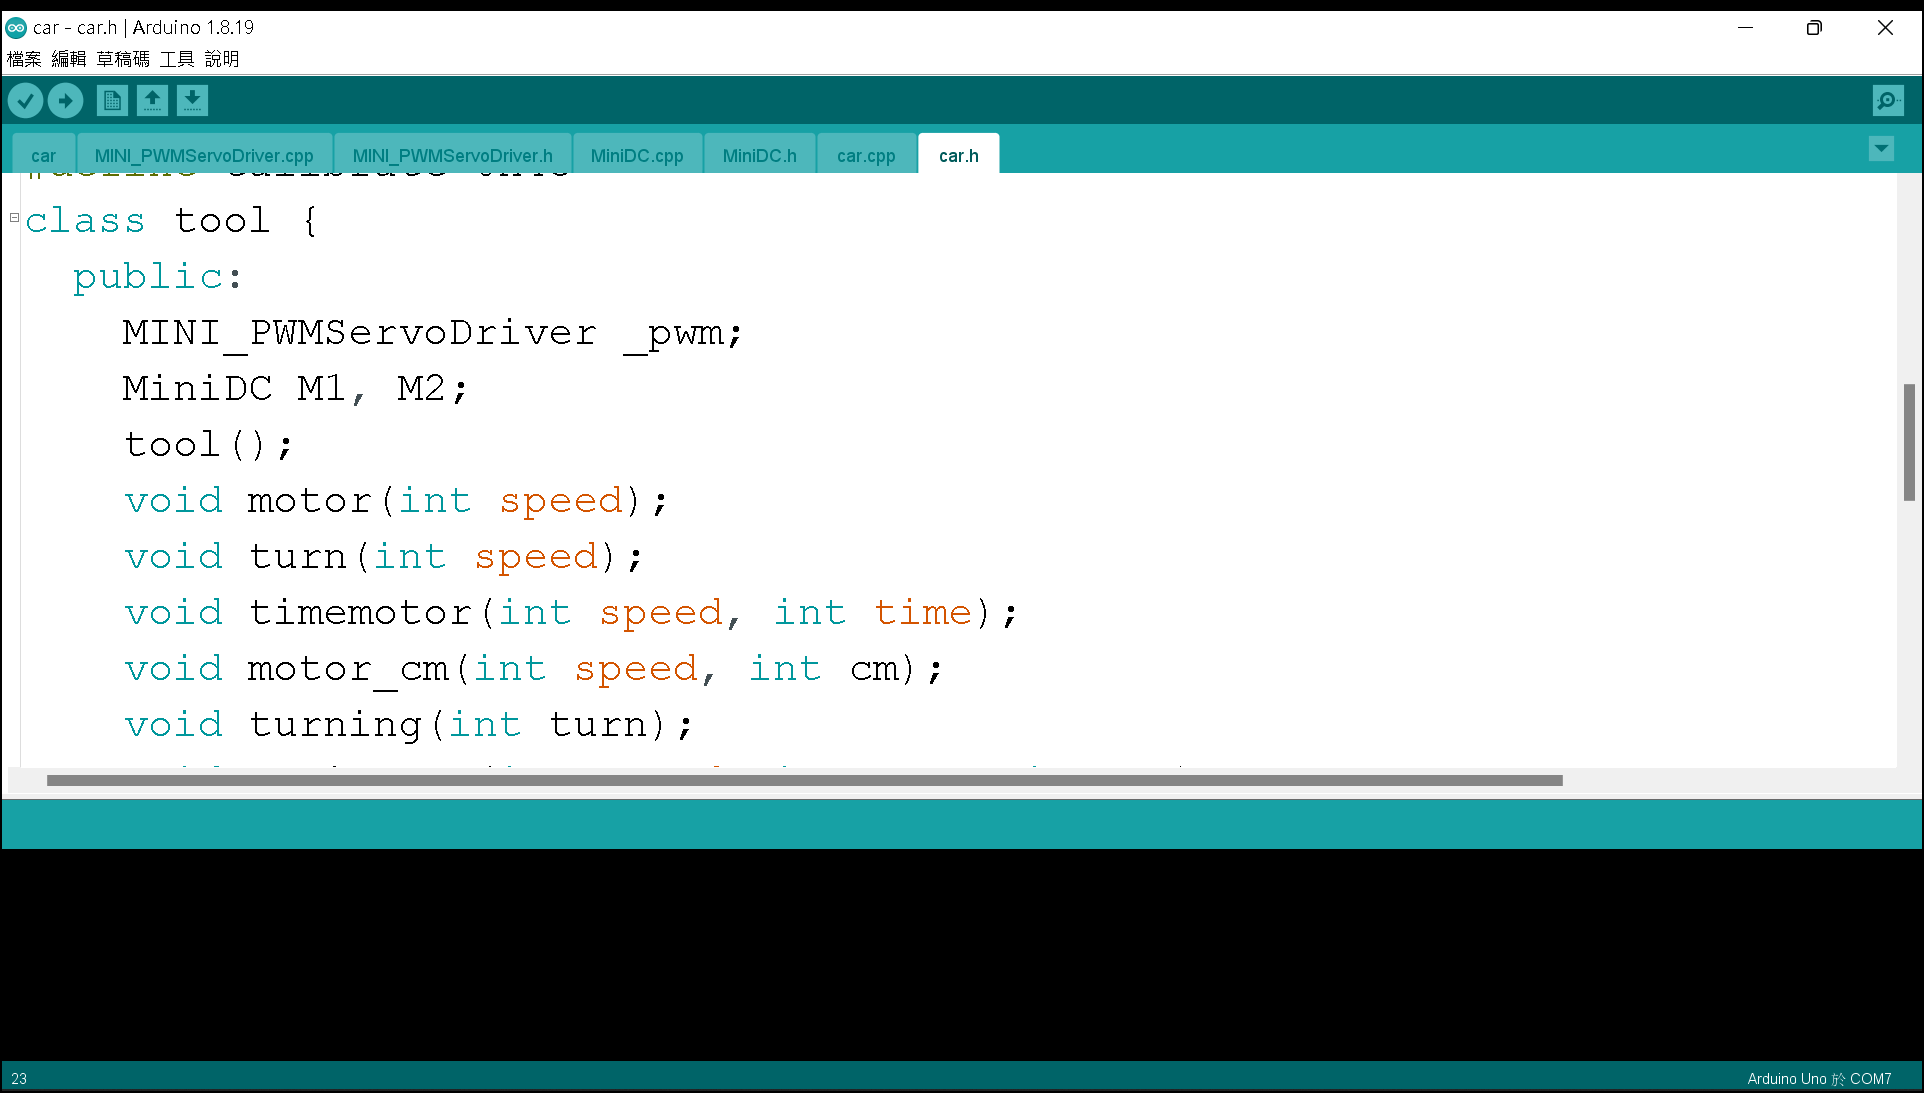 car - car.h | Arduino 1.8.19
檔案 編輯 草稿碼 工具 說明
car MINI_PWMServoDriver.cpp MINI_PWMServoDriver.h MiniDC.cpp MiniDC.h car.cpp car.h
class tool {
public:
MINI_PWMServoDriver _pwm;
MiniDC M1, M2;
tool();
void motor(int speed);
void turn(int speed);
void timemotor(int speed, int time);
void motor_cm(int speed, int cm);
void turning(int turn);
23
Arduino Uno 於 COM7